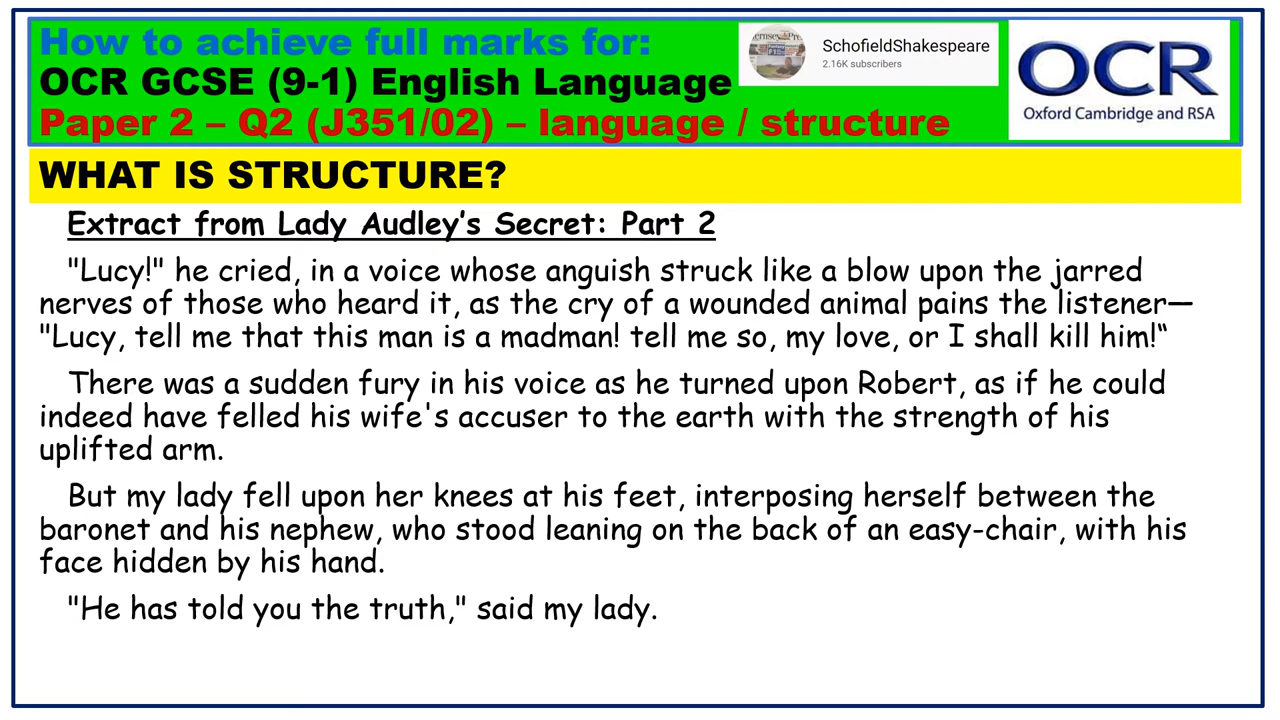 How to achieve full marks for:
OCR GCSE (9-1) English Language
Paper 2 – Q2 (J351/02) – language / structure
SchofieldShakespeare
2.16K subscribers
OCR
Oxford Cambridge and RSA
WHAT IS STRUCTURE?
Extract from Lady Audley’s Secret: Part 2
"Lucy!" he cried, in a voice whose anguish struck like a blow upon the jarred
nerves of those who heard it, as the cry of a wounded animal pains the listener—
"Lucy, tell me that this man is a madman! tell me so, my love, or I shall kill him!“
There was a sudden fury in his voice as he turned upon Robert, as if he could
indeed have felled his wife's accuser to the earth with the strength of his
uplifted arm.
But my lady fell upon her knees at his feet, interposing herself between the
baronet and his nephew, who stood leaning on the back of an easy-chair, with his
face hidden by his hand.
"He has told you the truth," said my lady.